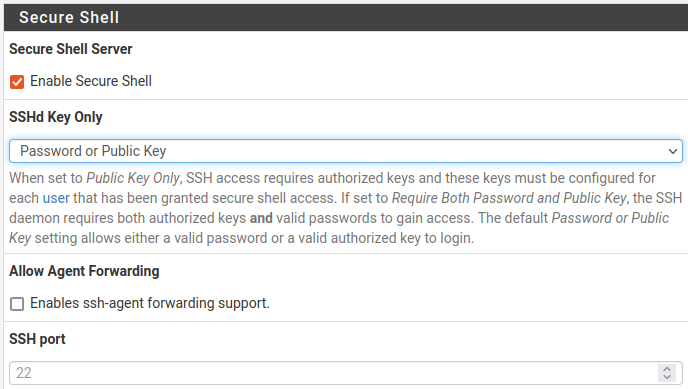 Secure Shell
Secure Shell Server
Enable Secure Shell
SSHd Key Only
Password or Public Key
When set to Public Key Only, SSH access requires authorized keys and these keys must be configured for
each user that has been granted secure shell access. If set to Require Both Password and Public Key, the SSH
daemon requires both authorized keys and valid passwords to gain access. The default Password or Public
Key setting allows either a valid password or a valid authorized key to login.
Allow Agent Forwarding
Enables ssh-agent forwarding support.
SSH port
22